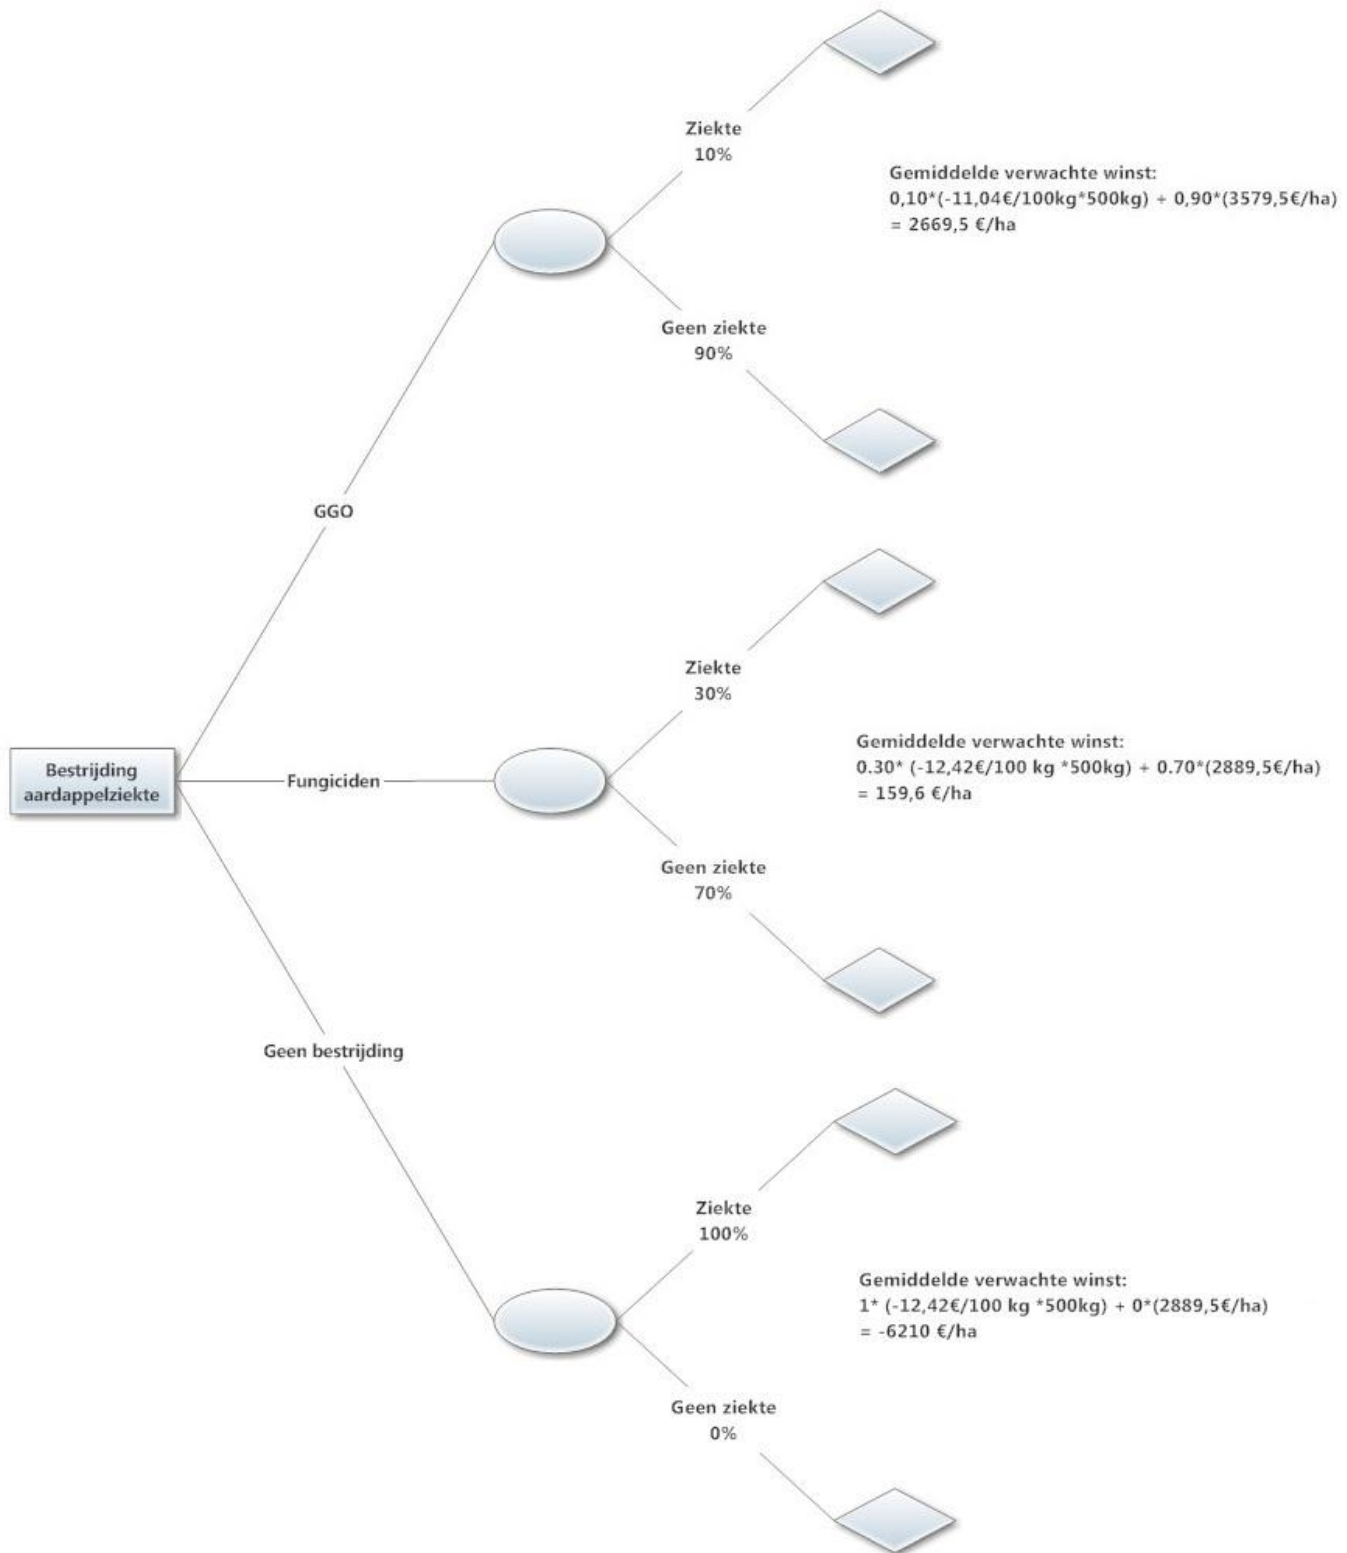 Ziekte
10%
Gemiddelde verwachte winst:
0,10*(-11,04€/100kg*500kg) + 0,90*(3579,5€/ha)
= 2669,5 €/ha
Geen ziekte
90%
GGO
Ziekte
30%
Gemiddelde verwachte winst:
0.30* (-12,42€/100 kg *500kg) + 0.70*(2889,5€/ha)
= 159,6 €/ha
Bestrijding
aardappelziekte
Fungiciden
Geen ziekte
70%
Geen bestrijding
Ziekte
100%
Gemiddelde verwachte winst:
1* (-12,42€/100 kg *500kg) + 0*(2889,5€/ha)
= -6210 €/ha
Geen ziekte
0%